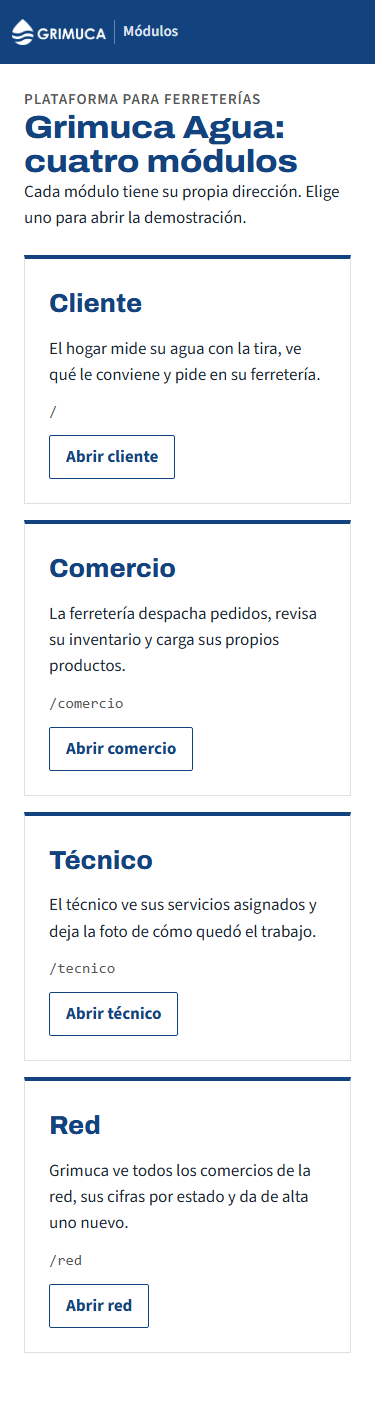 GRIMUCA
Módulos
PLATAFORMA PARA FERRETERÍAS
Grimuca Agua:
cuatro módulos
Cada módulo tiene su propia dirección. Elige
uno para abrir la demostración.
Cliente
El hogar mide su agua con la tira, ve
qué le conviene y pide en su ferretería.
/
Abrir cliente
Comercio
La ferretería despacha pedidos, revisa
su inventario y carga sus propios
productos.
/comercio
Abrir comercio
Técnico
El técnico ve sus servicios asignados y
deja la foto de cómo quedó el trabajo.
/tecnico
Abrir técnico
Red
Grimuca ve todos los comercios de la
red, sus cifras por estado y da de alta
uno nuevo.
/red
Abrir red